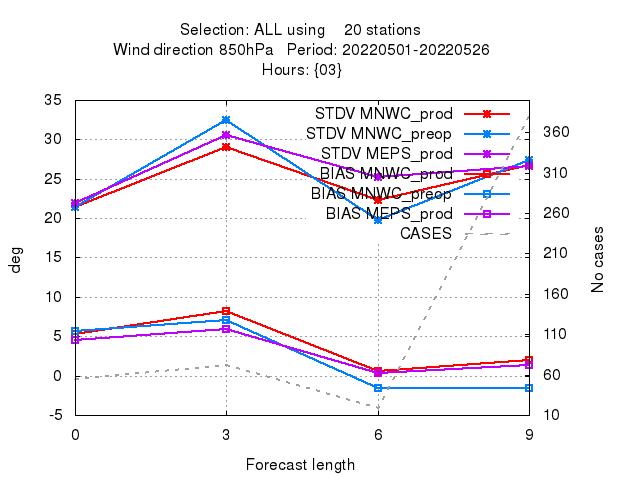 Selection: ALL using 20 stations
Wind direction 850hPa Period: 20220501-20220526
Hours: {03}
35
30
25
20
15
10
5
0
-5
deg
STDV MNWC_prod
STDV MNWC_preop
STDV MEPS_prod
BIAS MNWC_prod
BIAS MNWC_preop
BIAS MEPS_prod
CASES
360
310
260
210
160
110
60
10
No cases
0 3 6 9
Forecast length